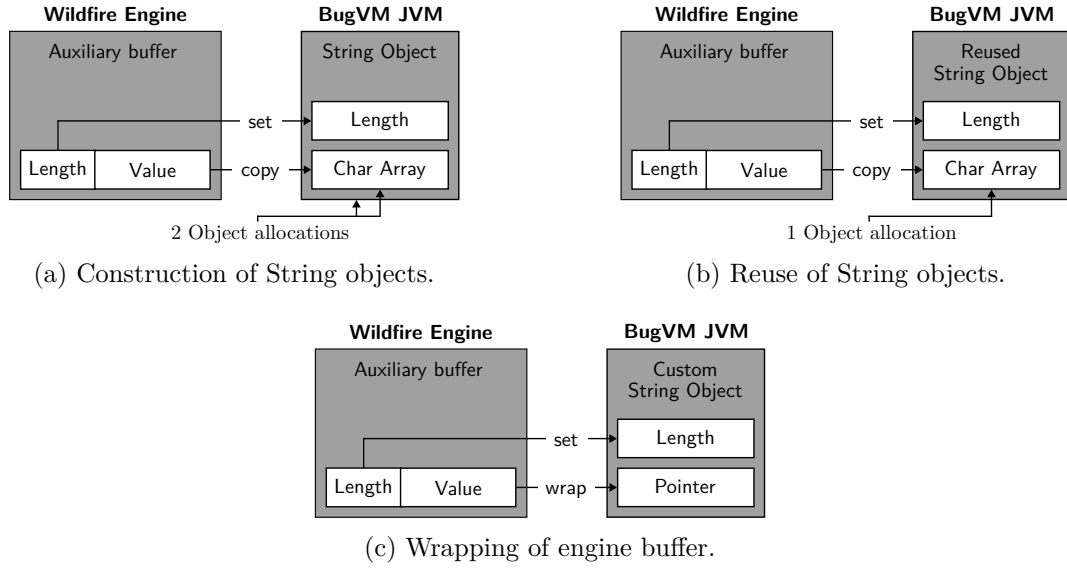 Wildfire Engine
BugVM JVM
Auxiliary buffer
String Object
set
Length
Length
Value
copy
Char Array
2 Object allocations
(a) Construction of String objects.
Wildfire Engine
BugVM JVM
Auxiliary buffer
Reused
String Object
set
Length
Length
Value
copy
Char Array
1 Object allocation
(b) Reuse of String objects.
Wildfire Engine
BugVM JVM
Auxiliary buffer
Custom
String Object
set
Length
Length
Value
wrap
Pointer
(c) Wrapping of engine buffer.